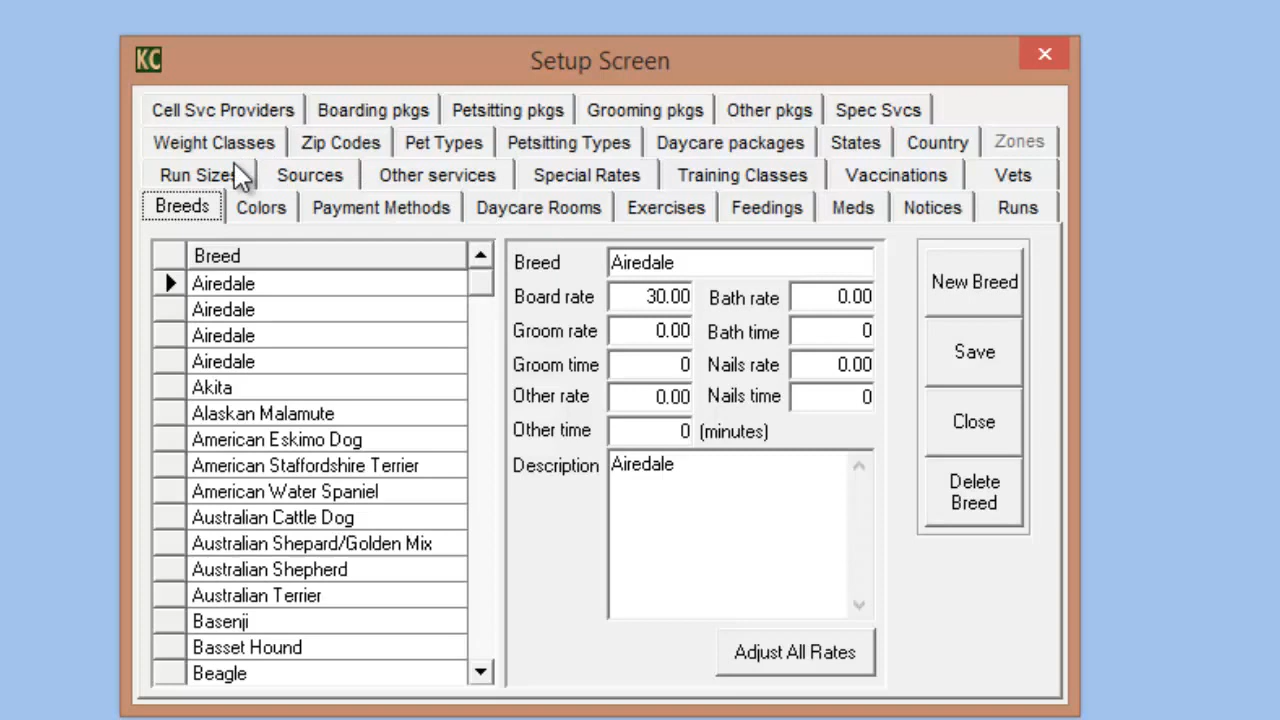 KC
Setup Screen
Cell Svc Providers Boarding pkgs Petsitting pkgs Grooming pkgs Other pkgs Spec Svcs
Weight Classes Zip Codes Pet Types Petsitting Types Daycare packages States Country Zones
Run Sizes Sources Other services Special Rates Training Classes Vaccinations Vets
Breeds Colors Payment Methods Daycare Rooms Exercises Feedings Meds Notices Runs
Breed
Airedale
Airedale
Airedale
Airedale
Akita
Alaskan Malamute
American Eskimo Dog
American Staffordshire Terrier
American Water Spaniel
Australian Cattle Dog
Australian Shepard/Golden Mix
Australian Shepherd
Australian Terrier
Basenji
Basset Hound
Beagle
Breed Airedale
Board rate 30.00 Bath rate 0.00
Groom rate 0.00 Bath time 0
Groom time 0 Nails rate 0.00
Other rate 0.00 Nails time 0
Other time 0 (minutes)
Description Airedale
Adjust All Rates
New Breed
Save
Close
Delete
Breed